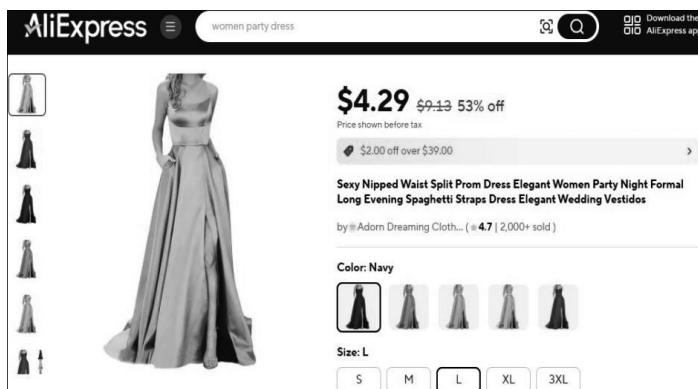 AliExpress
women party dress
Download the
AliExpress ap
$4.29 $9.13 53% off
Price shown before tax
$2.00 off over $39.00
Sexy Nipped Waist Split Prom Dress Elegant Women Party Night Formal
Long Evening Spaghetti Straps Dress Elegant Wedding Vestidos
by Adorn Dreaming Cloth... ( 4.7 | 2,000+ sold )
Color: Navy
Size: L
S M L XL 3XL